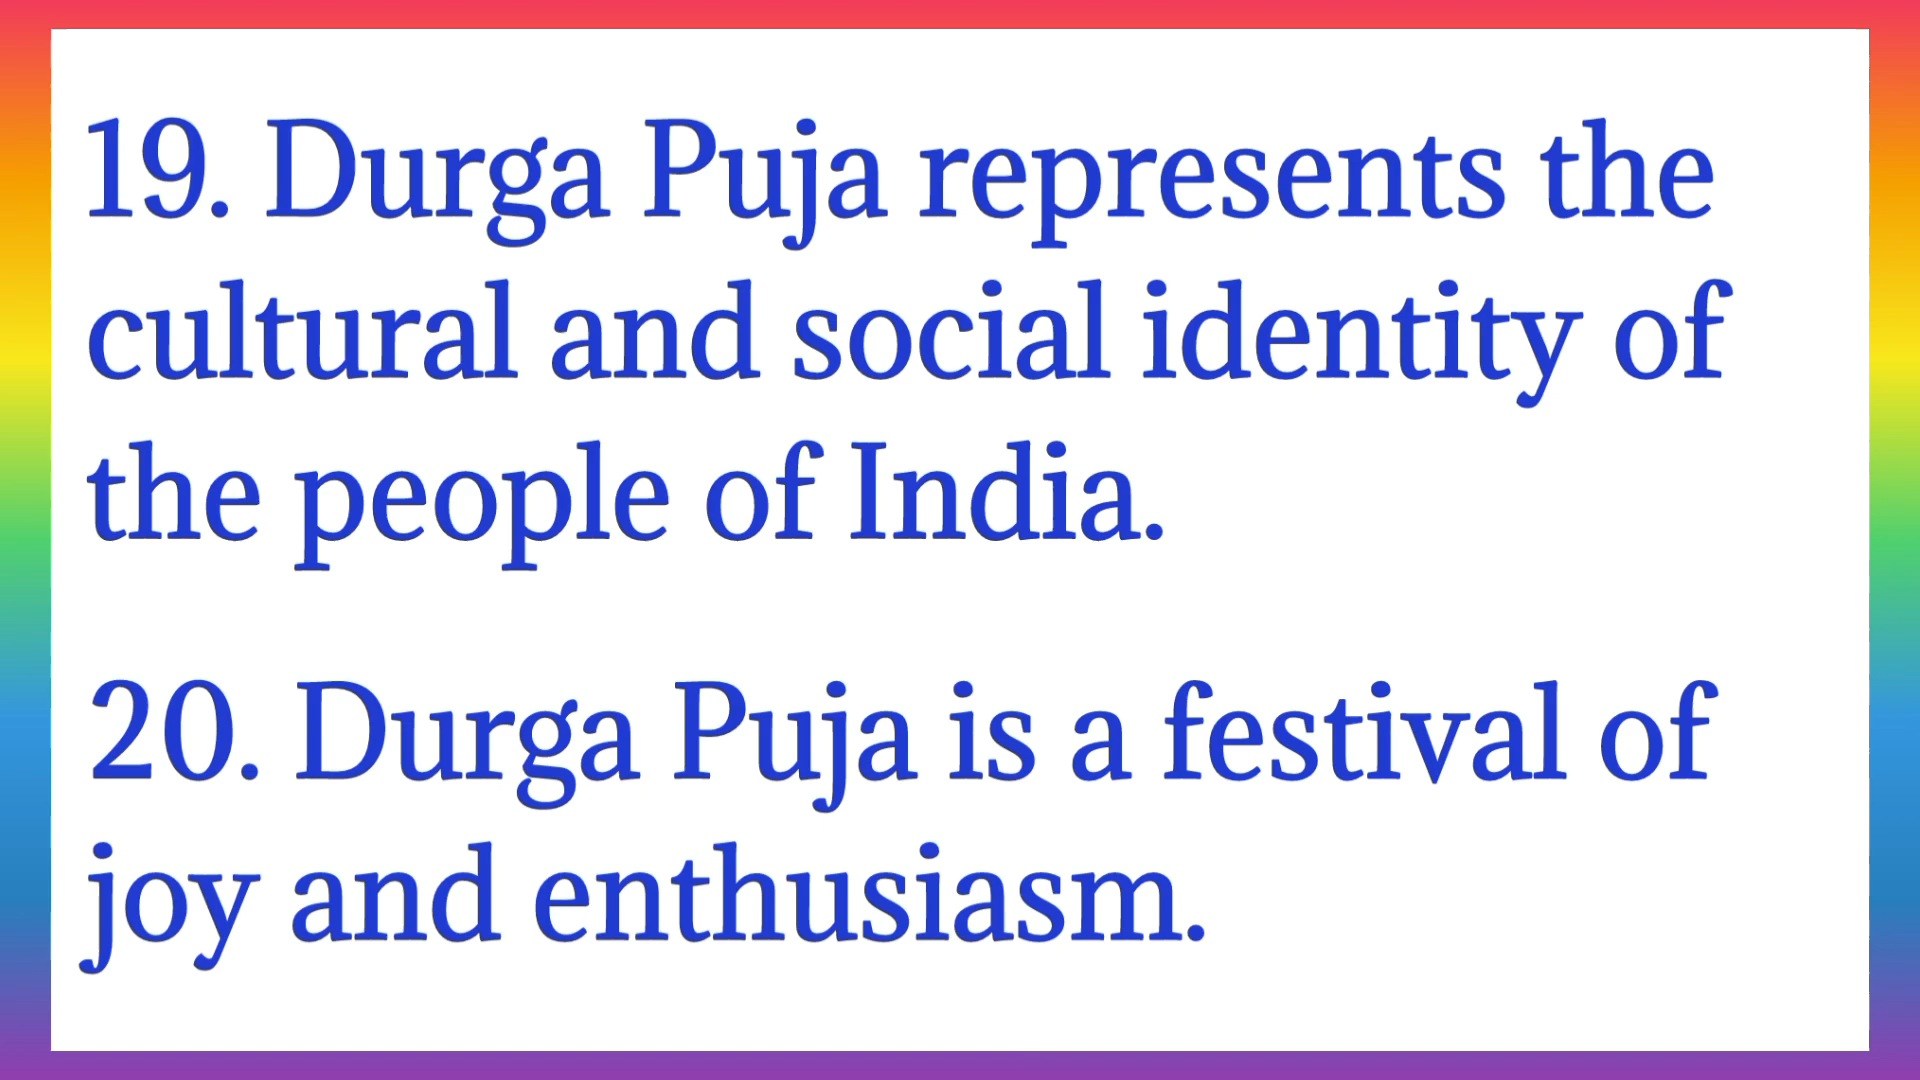 19. Durga Puja represents the
cultural and social identity of
the people of India.
20. Durga Puja is a festival of
joy and enthusiasm.